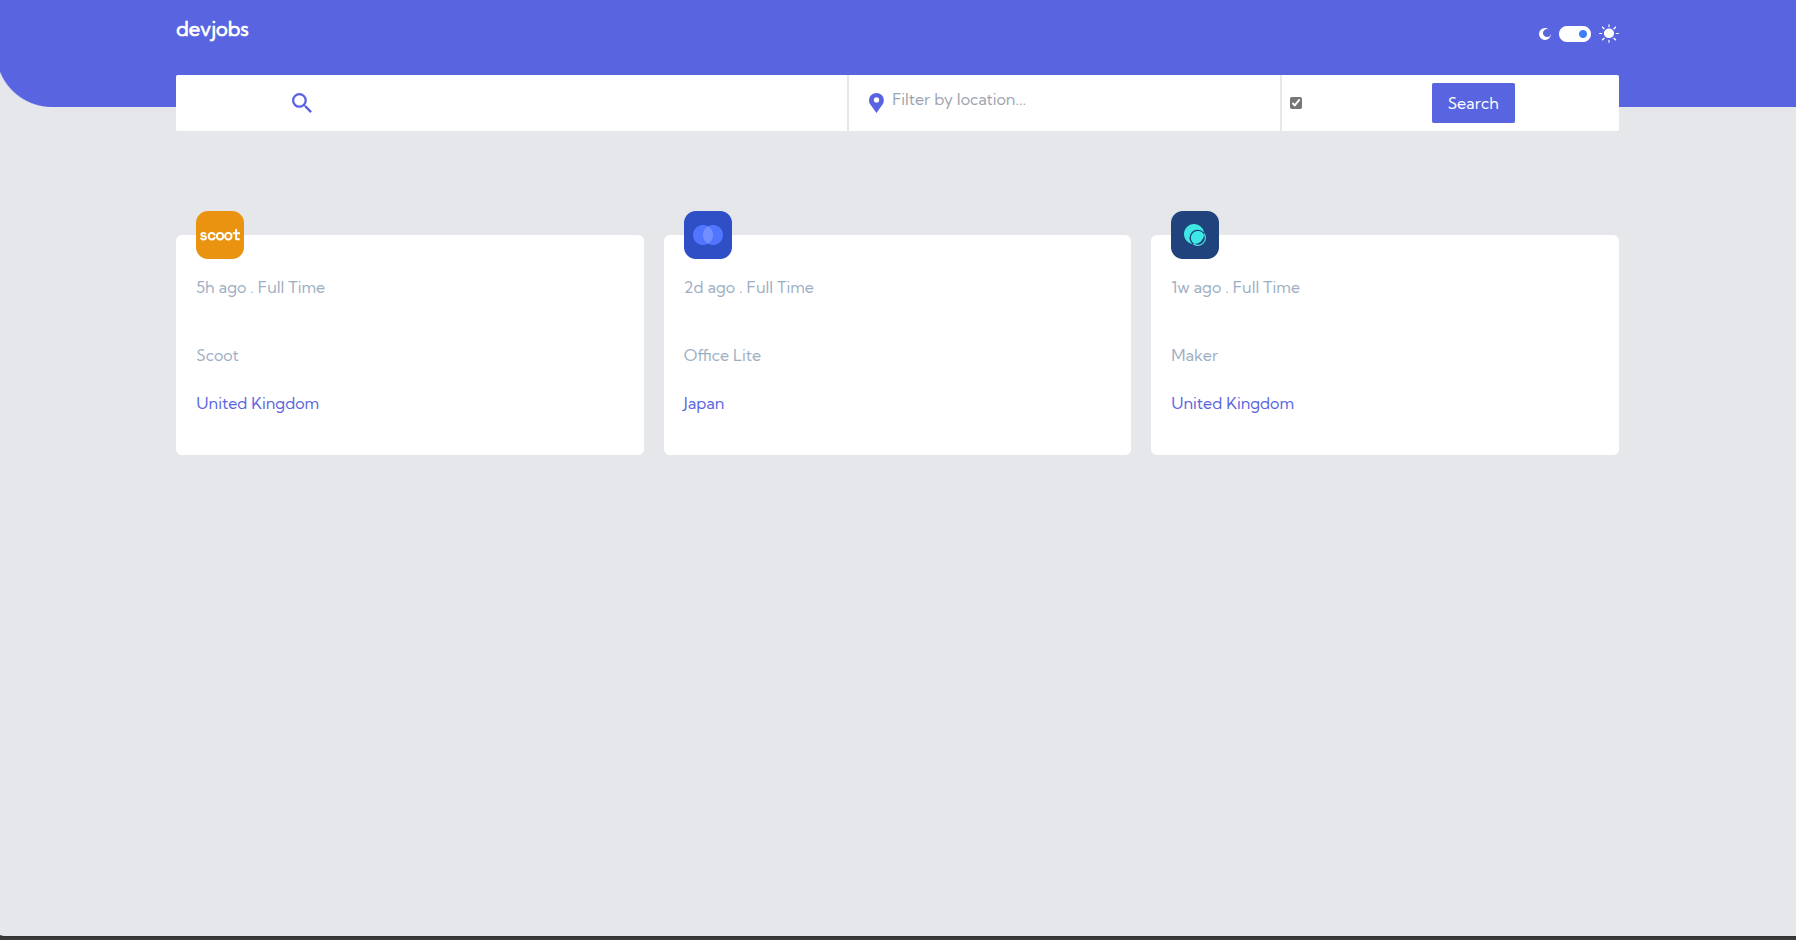 devjobs
Filter by location...
Search
scoot
5h ago . Full Time
Scoot
United Kingdom
2d ago . Full Time
Office Lite
Japan
1w ago . Full Time
Maker
United Kingdom